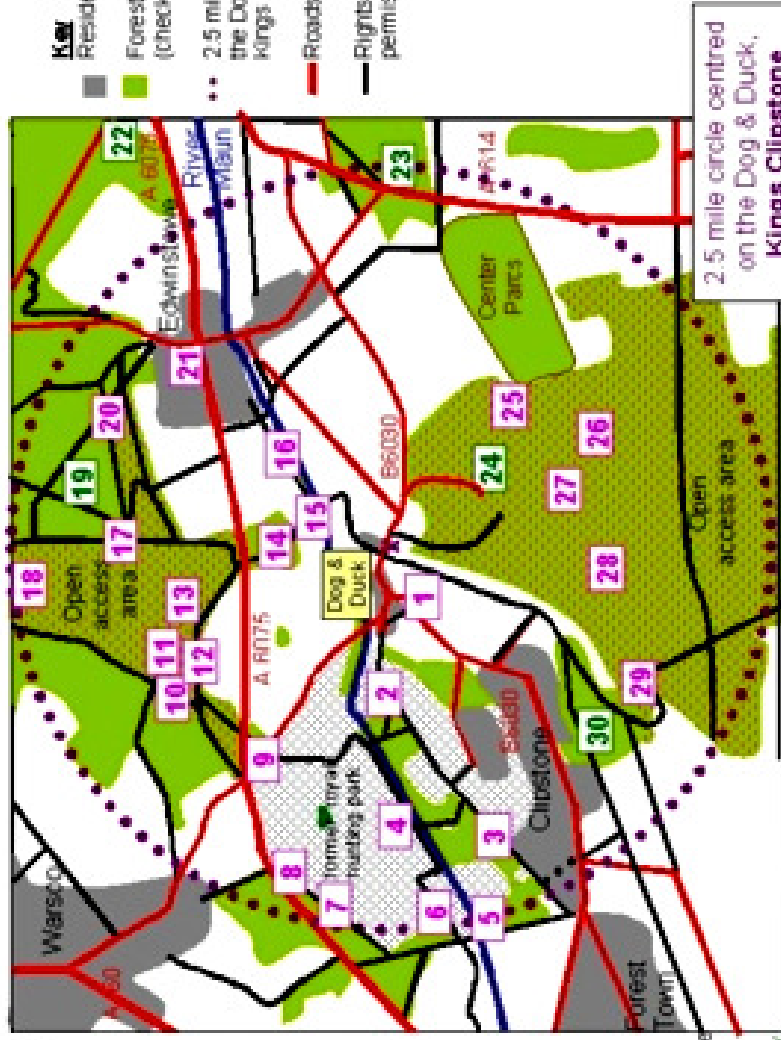 Key
Reside
Forest
(check
2.5 mi
the Do
Kings
Roads
Rights
permis
2.5 mile circle centred
on the Dog & Duck,
Kings Clipstone
Warsop
A 60
18
Open
access
area
17
19
20
22
A 6075
River
Maun
Edwinstowe
21
10
11
12
13
A 6075
14
15
16
9
8
7
hunting park
Dog &
Duck
1
2
B6030
4
3
6
5
B6030
Clipstone
23
Center
Parcs
24
25
26
27
28
29
30
Open
access area
Forest
Town